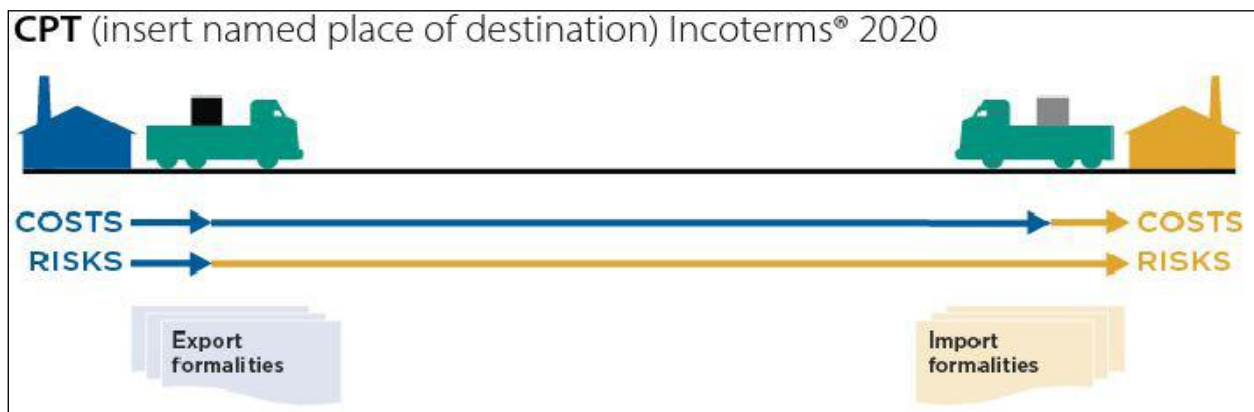 CPT (insert named place of destination) Incoterms® 2020
COSTS COSTS
RISKS RISKS
Export
formalities
Import
formalities